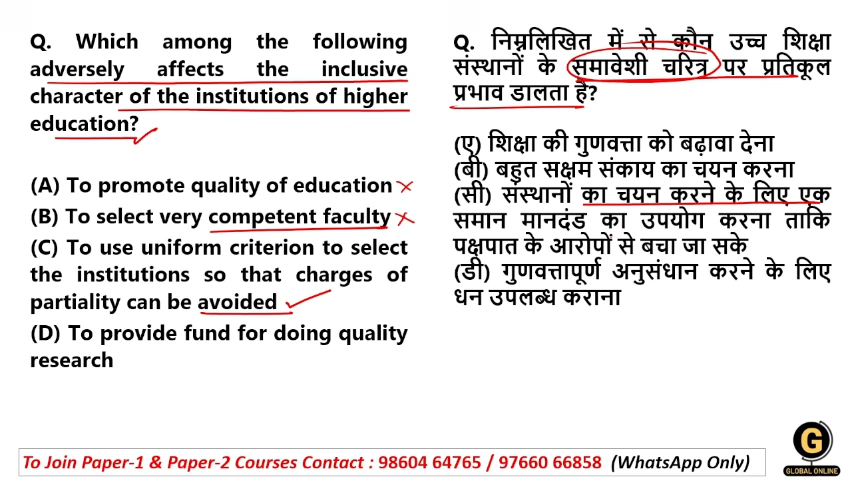 Q. Which among the following
adversely affects the inclusive
character of the institutions of higher
education?
(A) To promote quality of education
(B) To select very competent faculty
(C) To use uniform criterion to select
the institutions so that charges of
partiality can be avoided
(D) To provide fund for doing quality
research
Q. निम्नलिखित में से कौन उच्च शिक्षा
संस्थानों के समावेशी चरित्र पर प्रतिकूल
प्रभाव डालता है?
(ए) शिक्षा की गुणवत्ता को बढ़ावा देना
(बी) बहुत सक्षम संकाय का चयन करना
(सी) संस्थानों का चयन करने के लिए एक
समान मानदंड का उपयोग करना ताकि
पक्षपात के आरोपों से बचा जा सके
(डी) गुणवत्तापूर्ण अनुसंधान करने के लिए
धन उपलब्ध कराना
To Join Paper-1 & Paper-2 Courses Contact : 98604 64765 / 97660 66858 (WhatsApp Only)
G
GLOBAL ONLINE